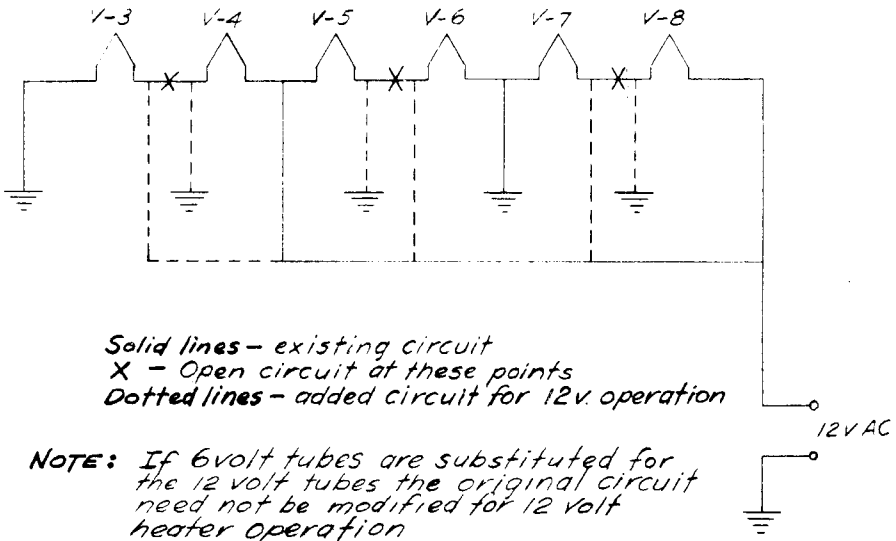 V-3 V-4 V-5 V-6 V-7 V-8
Solid lines - existing circuit
X - Open circuit at these points
Dotted lines - added circuit for 12v. operation
12V AC
NOTE: If 6volt tubes are substituted for
the 12 volt tubes the original circuit
need not be modified for 12 volt
heater operation